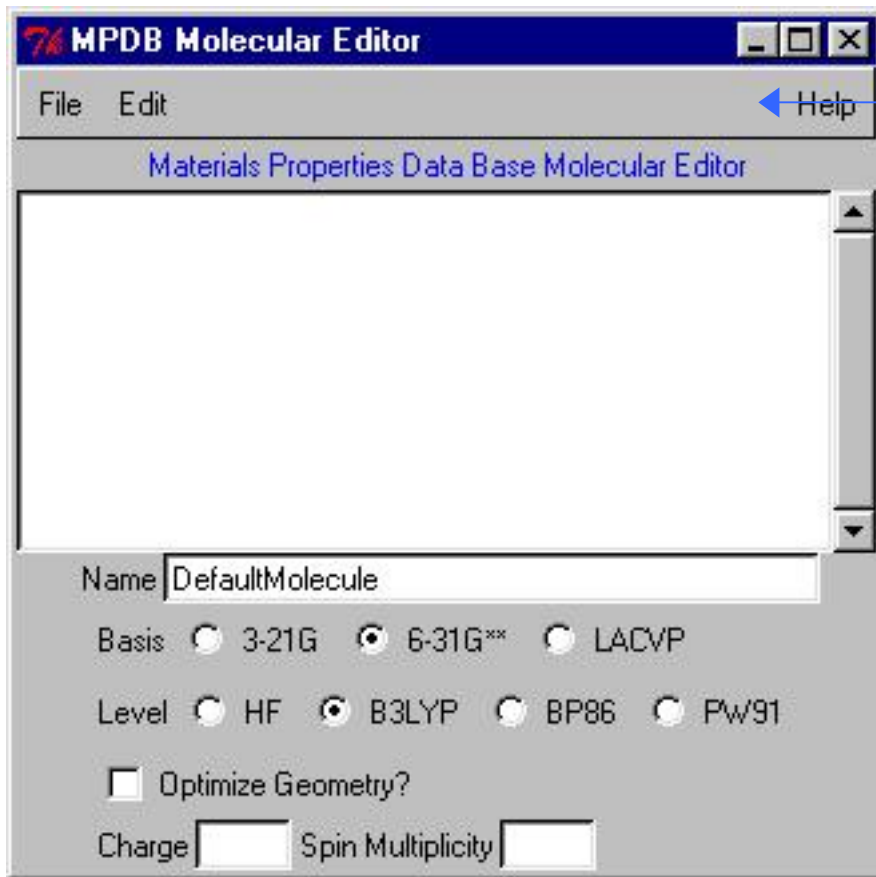 MPDB Molecular Editor
File Edit Help
Materials Properties Data Base Molecular Editor
Name DefaultMolecule
Basis 3-21G 6-31G** LACVP
Level HF B3LYP BP86 PW91
Optimize Geometry?
Charge Spin Multiplicity